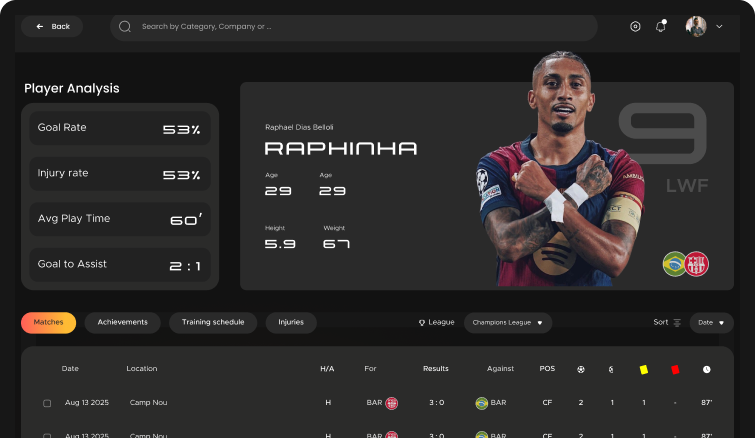 Back
Search by Category, Company or ...
Player Analysis
Goal Rate 53%
Injury rate 53%
Avg Play Time 60'
Goal to Assist 2 : 1
Raphael Dias Belloli
RAPHINHA
Age Age
29 29
Height Weight
5.9 67
9
LWF
Matches Achievements Training schedule Injuries League Champions League Sort Date
Date Location H/A For Results Against POS
Aug 13 2025 Camp Nou H BAR 3 : 0 BAR CF 2 1 1 - 87'
Aug 13 2025 Camp Nou H BAR 3 : 0 BAR CF 2 1 1 - 87'